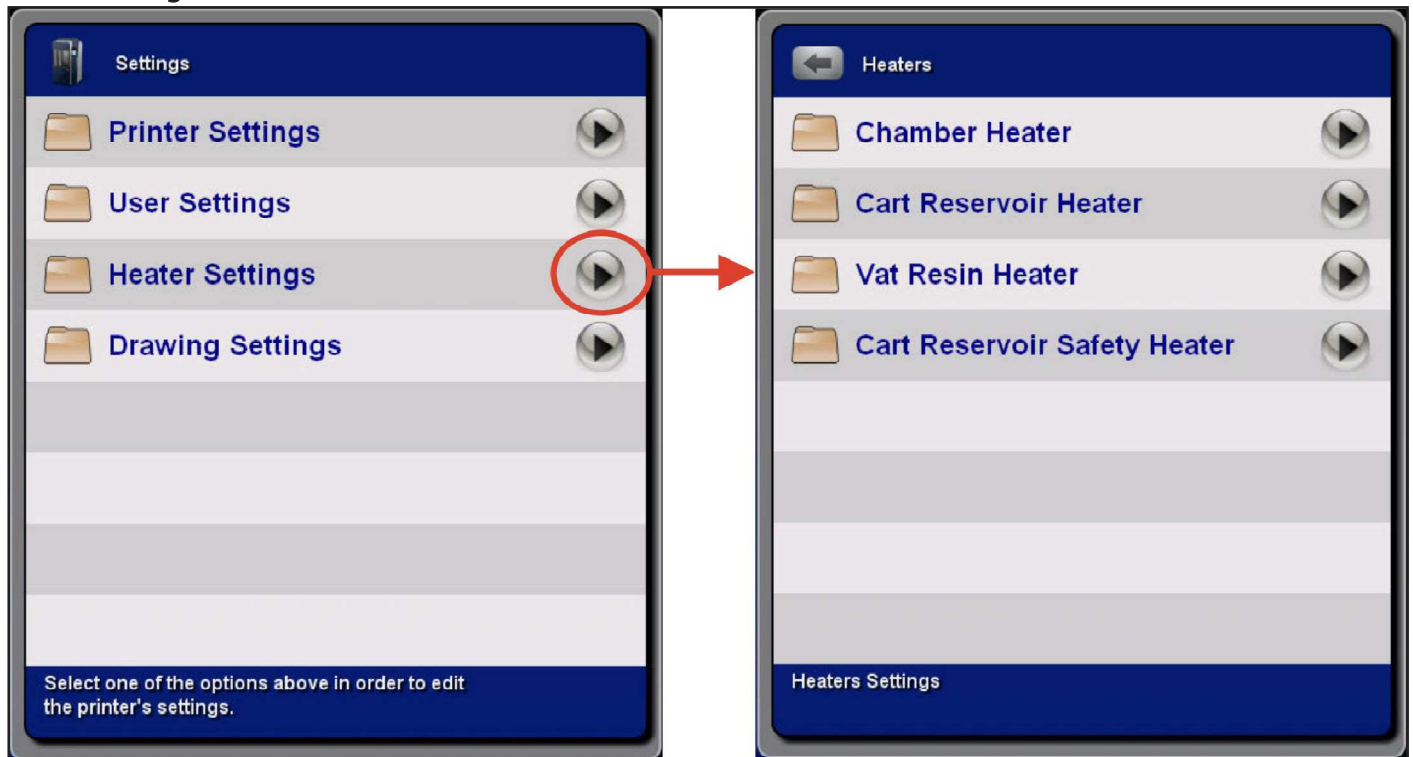 Settings
Printer Settings
User Settings
Heater Settings
Drawing Settings
Select one of the options above in order to edit
the printer's settings.
Heaters
Chamber Heater
Cart Reservoir Heater
Vat Resin Heater
Cart Reservoir Safety Heater
Heaters Settings